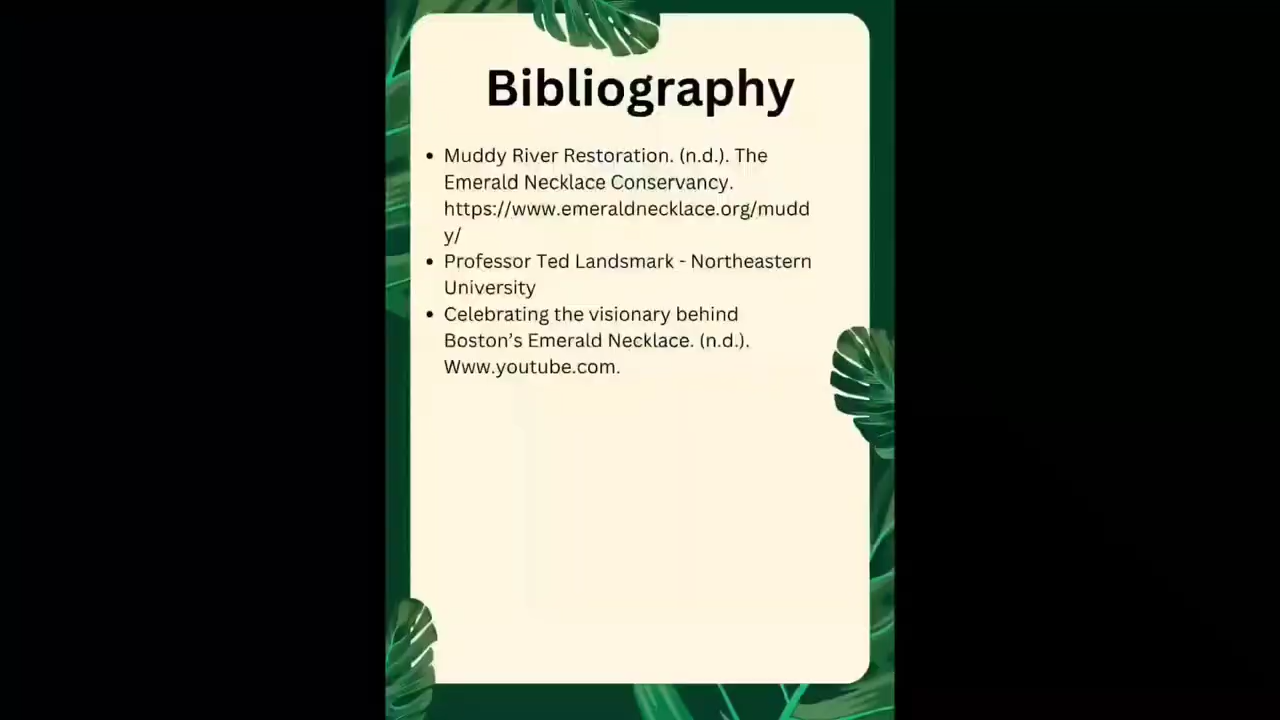 Bibliography
• Muddy River Restoration. (n.d.). The
Emerald Necklace Conservancy.
https://www.emeraldnecklace.org/mudd
y/
• Professor Ted Landsmark - Northeastern
University
• Celebrating the visionary behind
Boston’s Emerald Necklace. (n.d.).
Www.youtube.com.